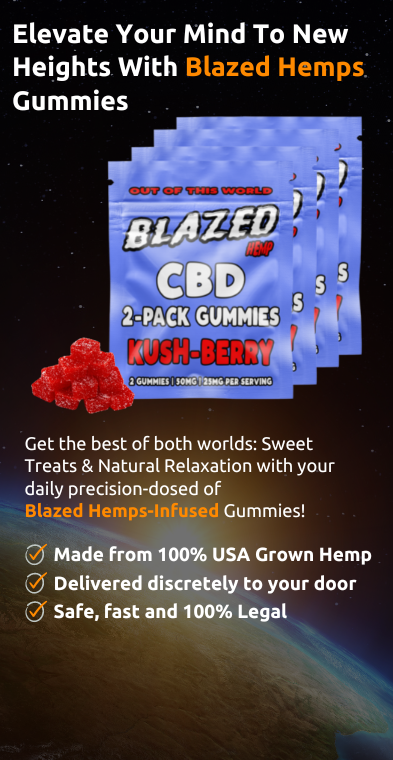 Elevate Your Mind To New
Heights With Blazed Hemps
Gummies
OUT OF THIS WORLD
BLAZED
HEMP
CBD
2-PACK GUMMIES
KUSH-BERRY
2 GUMMIES | 50MG | 25MG PER SERVING
Get the best of both worlds: Sweet
Treats & Natural Relaxation with your
daily precision-dosed of
Blazed Hemps-Infused Gummies!
Made from 100% USA Grown Hemp
Delivered discretely to your door
Safe, fast and 100% Legal